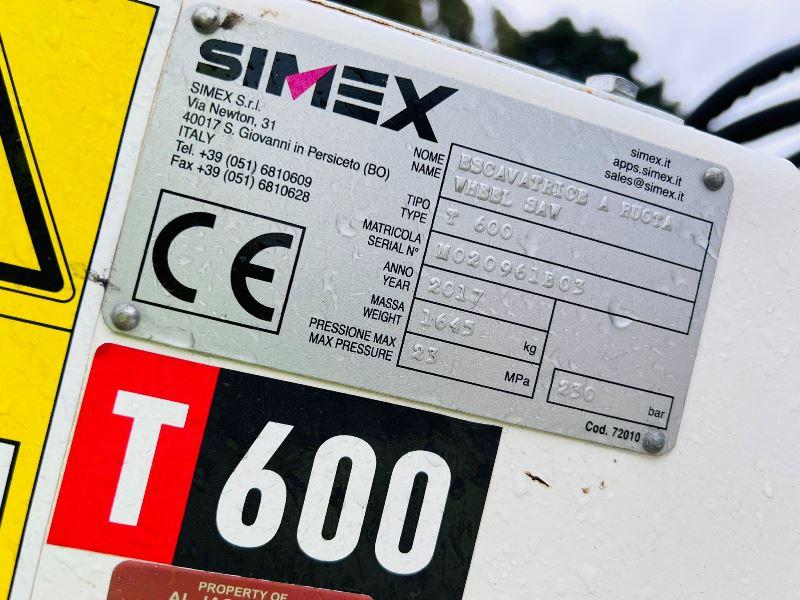 SIMEX
SIMEX S.r.l.
Via Newton, 31
40017 S. Giovanni in Persiceto (BO)
ITALY
Tel. +39 (051) 6810609
Fax +39 (051) 6810628
simex.it
apps.simex.it
sales@simex.it
CE
NOME
NAME
ESCAVATRICE A RUOTA
WHEEL SAW
TIPO
TYPE
T 600
MATRICOLA
SERIAL N°
M020961B03
ANNO
YEAR
2017
MASSA
WEIGHT
1645 kg
PRESSIONE MAX
MAX PRESSURE
23 MPa
230 bar
Cod. 72010
T 600
PROPERTY OF